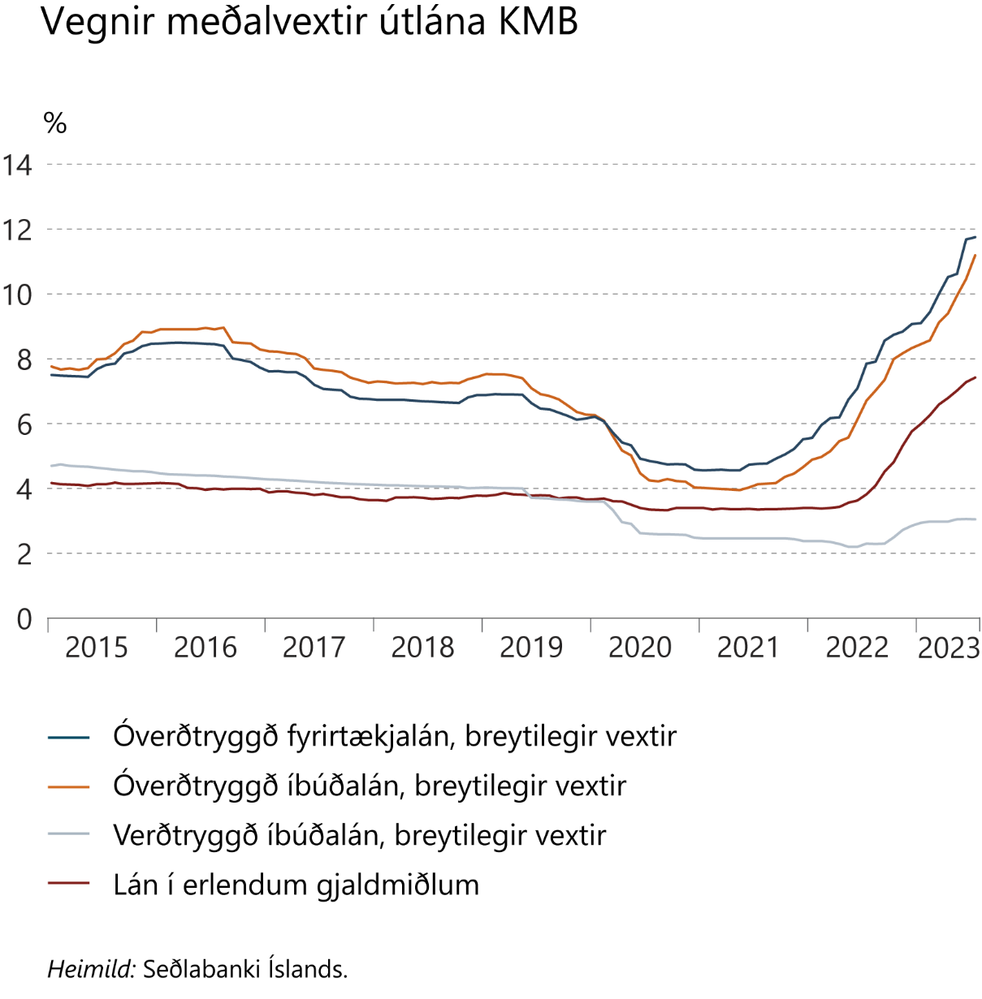 Vegnir meðalvextir útlána KMB
%
14
12
10
8
6
4
2
0
2015 2016 2017 2018 2019 2020 2021 2022 2023
Óverðtryggð fyrirtækjalán, breytilegir vextir
Óverðtryggð íbúðalán, breytilegir vextir
Verðtryggð íbúðalán, breytilegir vextir
Lán í erlendum gjaldmiðlum
Heimild: Seðlabanki Íslands.